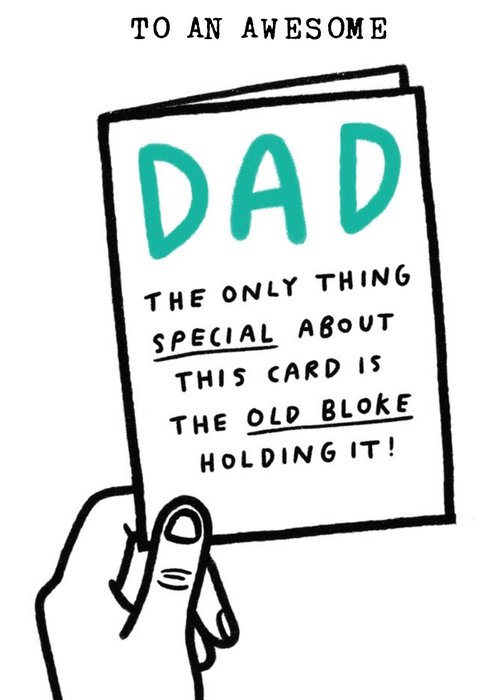 TO AN AWESOME
DAD
THE ONLY THING
SPECIAL ABOUT
THIS CARD IS
THE OLD BLOKE
HOLDING IT!